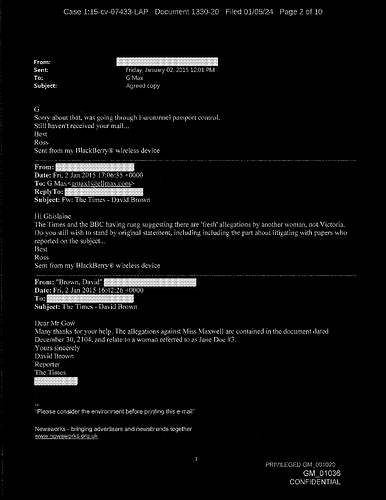 Case 1:15-cv-07433-LAP Document 1330-20 Filed 01/05/24 Page 2 of 10
From:
Sent: Friday, January 02, 2015 12:01 PM
To: G Max
Subject: Agreed copy
G
Sorry about that, was going through Eurotunnel passport control.
Still haven't received your mail...
Best
Ross
Sent from my BlackBerry® wireless device
From:
Date: Fri, 2 Jan 2015 17:06:35 +0000
To: G Max<gmax1@ellmax.com>
ReplyTo:
Subject: Fw: The Times - David Brown
Hi Ghislaine
The Times and the BBC having rung suggesting there are 'fresh' allegations by another woman, not Victoria.
Do you still wish to stand by original statement, including including the part about litigating with papers who
reported on the subject...
Best
Ross
Sent from my BlackBerry® wireless device
From: "Brown, David"
Date: Fri, 2 Jan 2015 16:42:26 +0000
To:
Subject: The Times - David Brown
Dear Mr Gow
Many thanks for your help. The allegations against Miss Maxwell are contained in the document dated
December 30, 2104, and relate to a woman referred to as Jane Doe #3.
Yours sincerely
David Brown
Reporter
The Times
--
"Please consider the environment before printing this e-mail"
Newsworks - bringing advertisers and newsbrands together
www.newsworks.org.uk
1
PRIVILEGED GM_001020
GM_01036
CONFIDENTIAL